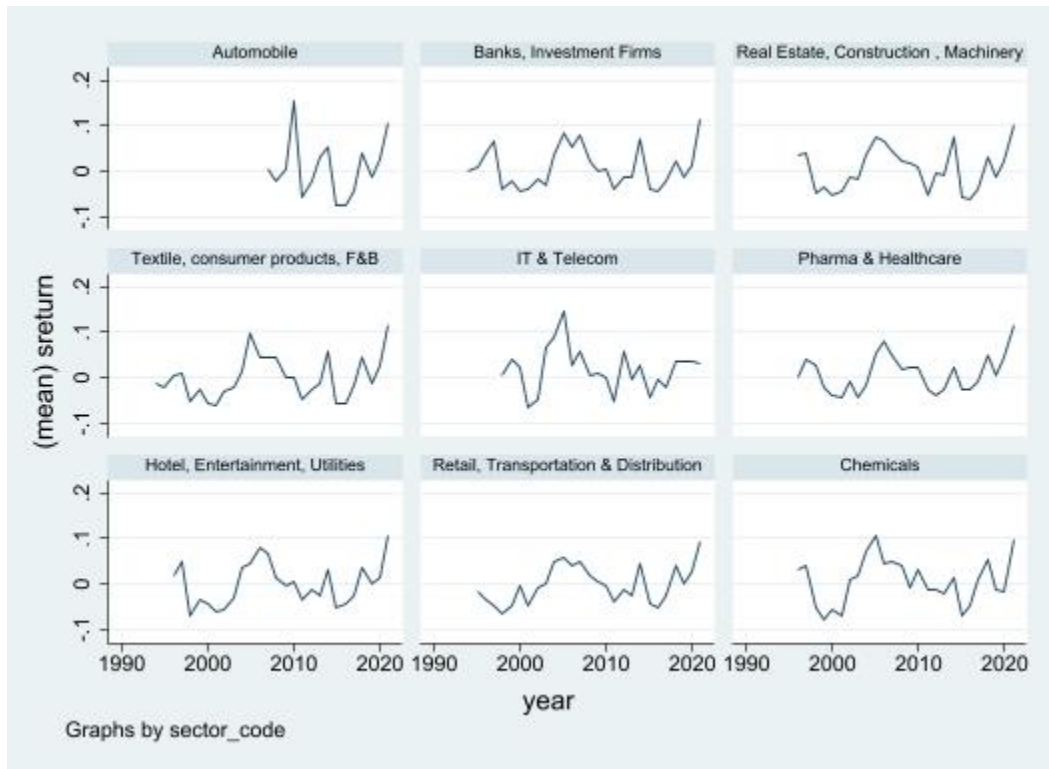 Automobile
Banks, Investment Firms
Real Estate, Construction , Machinery
.2
.1
0
-.1
Textile, consumer products, F&B
IT & Telecom
Pharma & Healthcare
.2
.1
0
-.1
Hotel, Entertainment, Utilities
Retail, Transportation & Distribution
Chemicals
.2
.1
0
-.1
(mean) sreturn
1990 2000 2010 2020 1990 2000 2010 2020 1990 2000 2010 2020
year
Graphs by sector_code